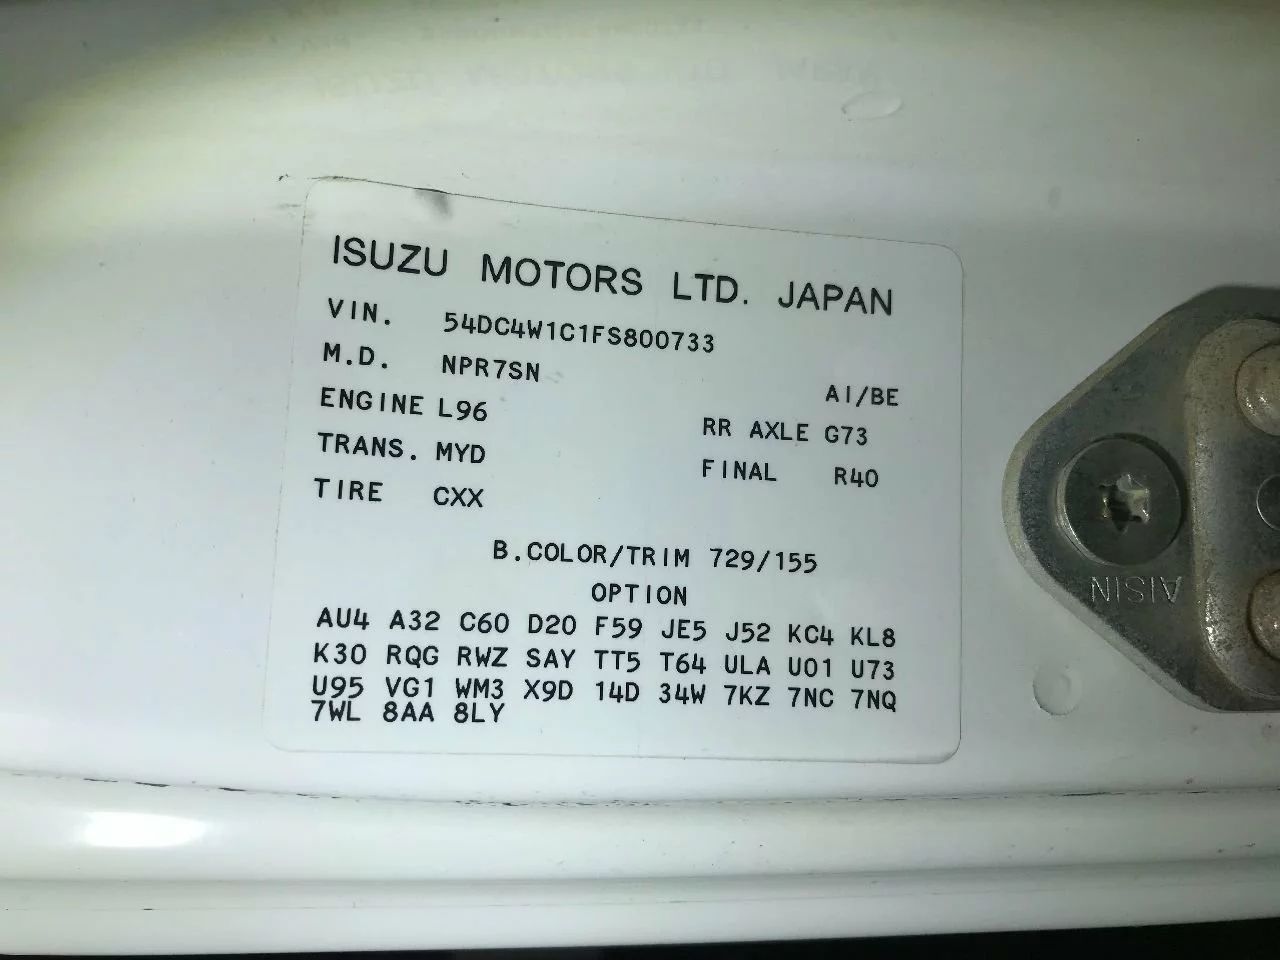 ISUZU MOTORS LTD. JAPAN
VIN. 54DC4W1C1FS800733
M.D. NPR7SN
AI/BE
ENGINE L96
RR AXLE G73
TRANS. MYD
FINAL R40
TIRE CXX
B.COLOR/TRIM 729/155
OPTION
AU4 A32 C60 D20 F59 JE5 J52 KC4 KL8
K30 RQG RWZ SAY TT5 T64 ULA U01 U73
U95 VG1 WM3 X9D 14D 34W 7KZ 7NC 7NQ
7WL 8AA 8LY
AISIN